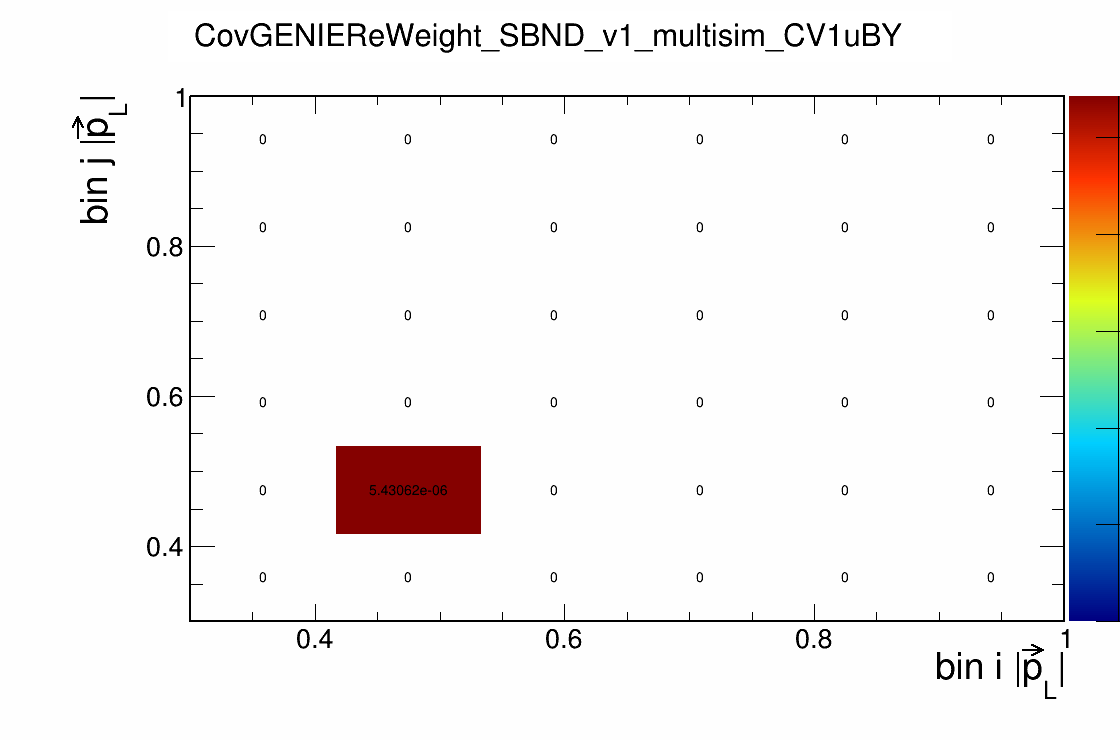 CovGENIEReWeight_SBND_v1_multisim_CV1uBY
bin j |p⃗_L|
1
0 0 0 0 0 0
0 0 0 0 0 0
0.8
0 0 0 0 0 0
0.6
0 0 0 0 0 0
0 5.43062e-06 0 0 0 0
0.4
0 0 0 0 0 0
0.4 0.6 0.8 1
bin i |p⃗_L|